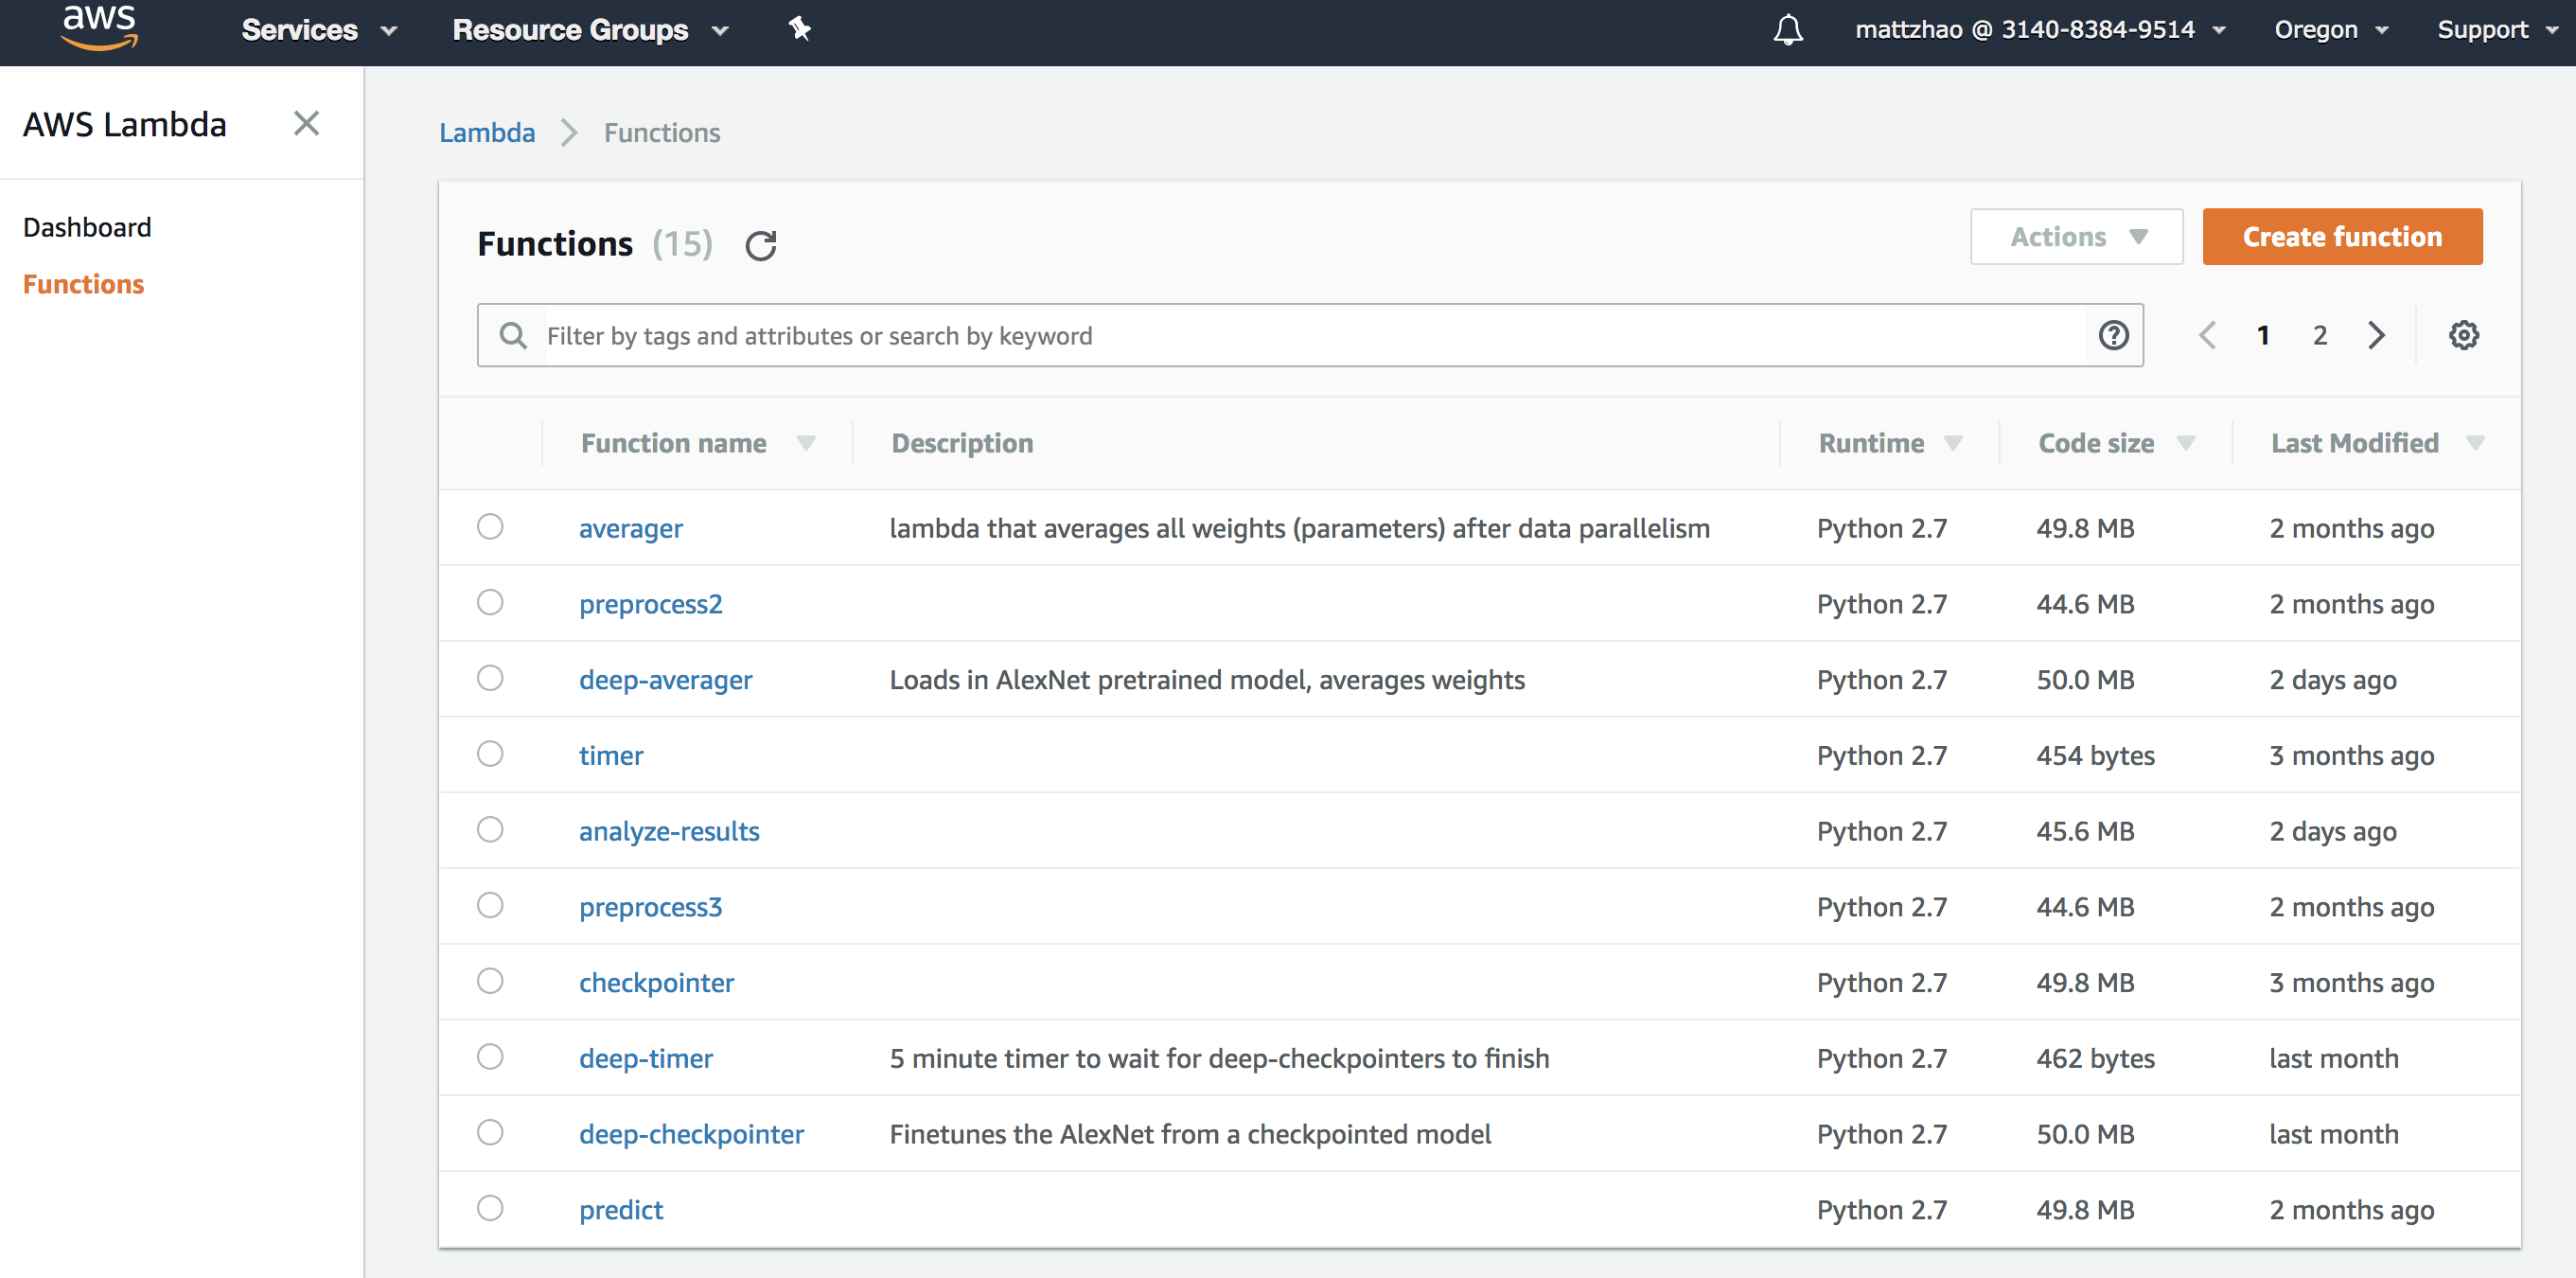 aws Services Resource Groups mattzhao @ 3140-8384-9514 Oregon Support
AWS Lambda
Dashboard
Functions
Lambda Functions
Functions (15) Actions Create function
Filter by tags and attributes or search by keyword ? 1 2
Function name Description Runtime Code size Last Modified
averager lambda that averages all weights (parameters) after data parallelism Python 2.7 49.8 MB 2 months ago
preprocess2 Python 2.7 44.6 MB 2 months ago
deep-averager Loads in AlexNet pretrained model, averages weights Python 2.7 50.0 MB 2 days ago
timer Python 2.7 454 bytes 3 months ago
analyze-results Python 2.7 45.6 MB 2 days ago
preprocess3 Python 2.7 44.6 MB 2 months ago
checkpointer Python 2.7 49.8 MB 3 months ago
deep-timer 5 minute timer to wait for deep-checkpointers to finish Python 2.7 462 bytes last month
deep-checkpointer Finetunes the AlexNet from a checkpointed model Python 2.7 50.0 MB last month
predict Python 2.7 49.8 MB 2 months ago